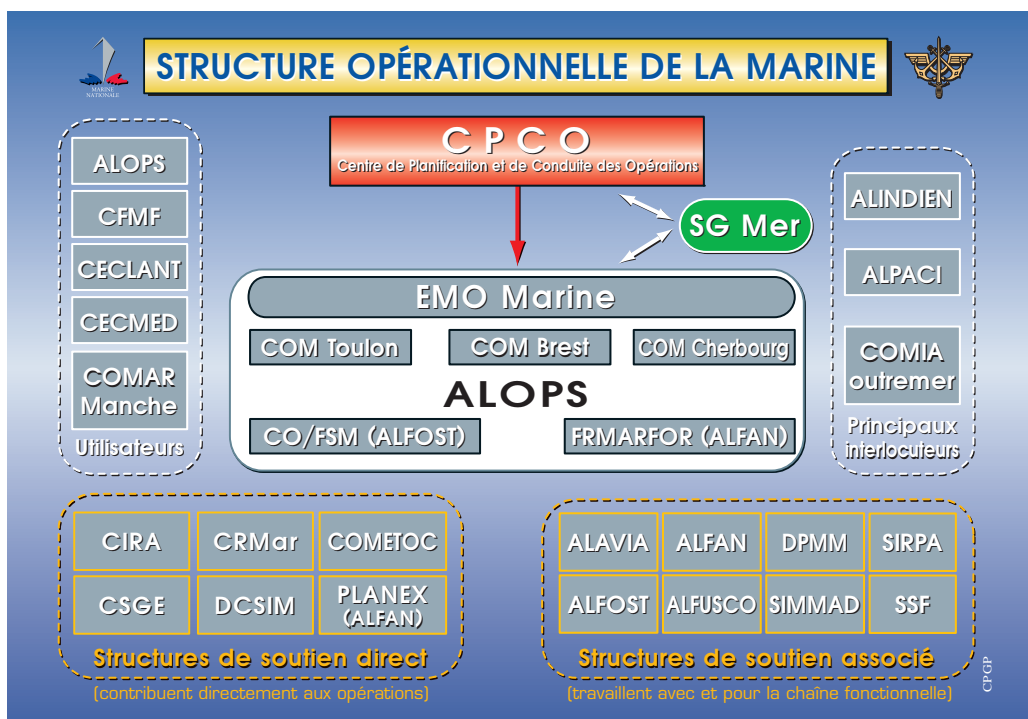 MARINE
NATIONALE
STRUCTURE OPÉRATIONNELLE DE LA MARINE
CPCO
Centre de Planification et de Conduite des Opérations
SG Mer
ALOPS
CFMF
CECLANT
CECMED
COMAR
Manche
Utilisateurs
EMO Marine
COM Toulon
COM Brest
COM Cherbourg
ALOPS
CO/FSM (ALFOST)
FRMARFOR (ALFAN)
ALINDIEN
ALPACI
COMIA
outremer
Principaux
interlocuteurs
CIRA
CRMar
COMETOC
CSGE
DCSIM
PLANEX
(ALFAN)
Structures de soutien direct
(contribuent directement aux opérations)
ALAVIA
ALFAN
DPMM
SIRPA
ALFOST
ALFUSCO
SIMMAD
SSF
Structures de soutien associé
(travaillent avec et pour la chaîne fonctionnelle)
CPGP